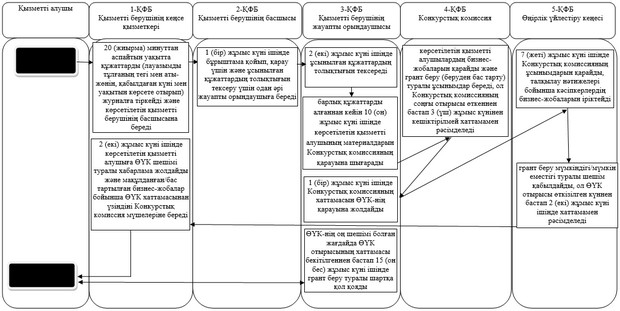 Қызметті алушы
1-ҚФБ
Қызметті берушінің кеңсе
қызметкері
2-ҚФБ
Қызметті берушінің басшысы
3-ҚФБ
Қызметті берушінің
жауапты орындаушысы
4-ҚФБ
Конкурстық комиссия
5-ҚФБ
Өңірлік үйлестіру кеңесі
20 (жиырма) минуттан
аспайтын уақытта
құжаттарды (лауазымды
тұлғаның тегі мен аты-
жөнін, қабылдаған күні мен
уақытын көрсете отырып)
журналға тіркейді және
көрсетілетін қызметті
берушінің басшысына
береді
2 (екі) жұмыс күні ішінде
көрсетілетін қызметті
алушыға ӨҮК шешімі
туралы хабарлама жолдайды
және мақұлданған/бас
тартылған бизнес-жобалар
бойынша ӨҮК хаттамасынан
үзіндіні Конкурстық
комиссия мүшелеріне береді
1 (бір) жұмыс күні ішінде
бұрыштама қойып, қарау
үшін және ұсынылған
құжаттардың толықтығын
тексеру үшін одан әрі
жауапты орындаушыға береді
2 (екі) жұмыс күні ішінде
ұсынылған құжаттардың
толықтығын тексереді
барлық құжаттарды
алғаннан кейін 10 (он)
жұмыс күні ішінде
көрсетілетін қызметті
алушының материалдарын
Конкурстық комиссияның
қарауына шығарады
1 (бір) жұмыс күні ішінде
Конкурстық комиссияның
хаттамасын ӨҮК-нің
қарауына жолдайды
ӨҮК-нің оң шешімі болған
жағдайда ӨҮК
отырысының хаттамасы
бекітілгеннен бастап 15 (он
бес) жұмыс күні ішінде
грант беру туралы шартқа
қол қояды
көрсетілетін қызметті
алушылардың бизнес-
жобаларын қарайды және
грант беру (беруден бас тарту)
туралы ұсынымдар береді, ол
Конкурстық комиссияның
соңғы отырысы өткеннен
бастап 3 (үш) жұмыс күнінен
кешіктірілмей хаттамамен
рәсімделеді
7 (жеті) жұмыс күні ішінде
Конкурстық комиссияның
ұсынымдарын қарайды,
талқылау нәтижелері
бойынша кәсіпкерлердің
бизнес-жобаларын іріктейді
грант беру мүмкіндігі/мүмкін
еместігі туралы шешім
қабылдайды, ол ӨҮК
отырысы өткізілген күннен
бастап 2 (екі) жұмыс күні
ішінде хаттамамен
рәсімделеді